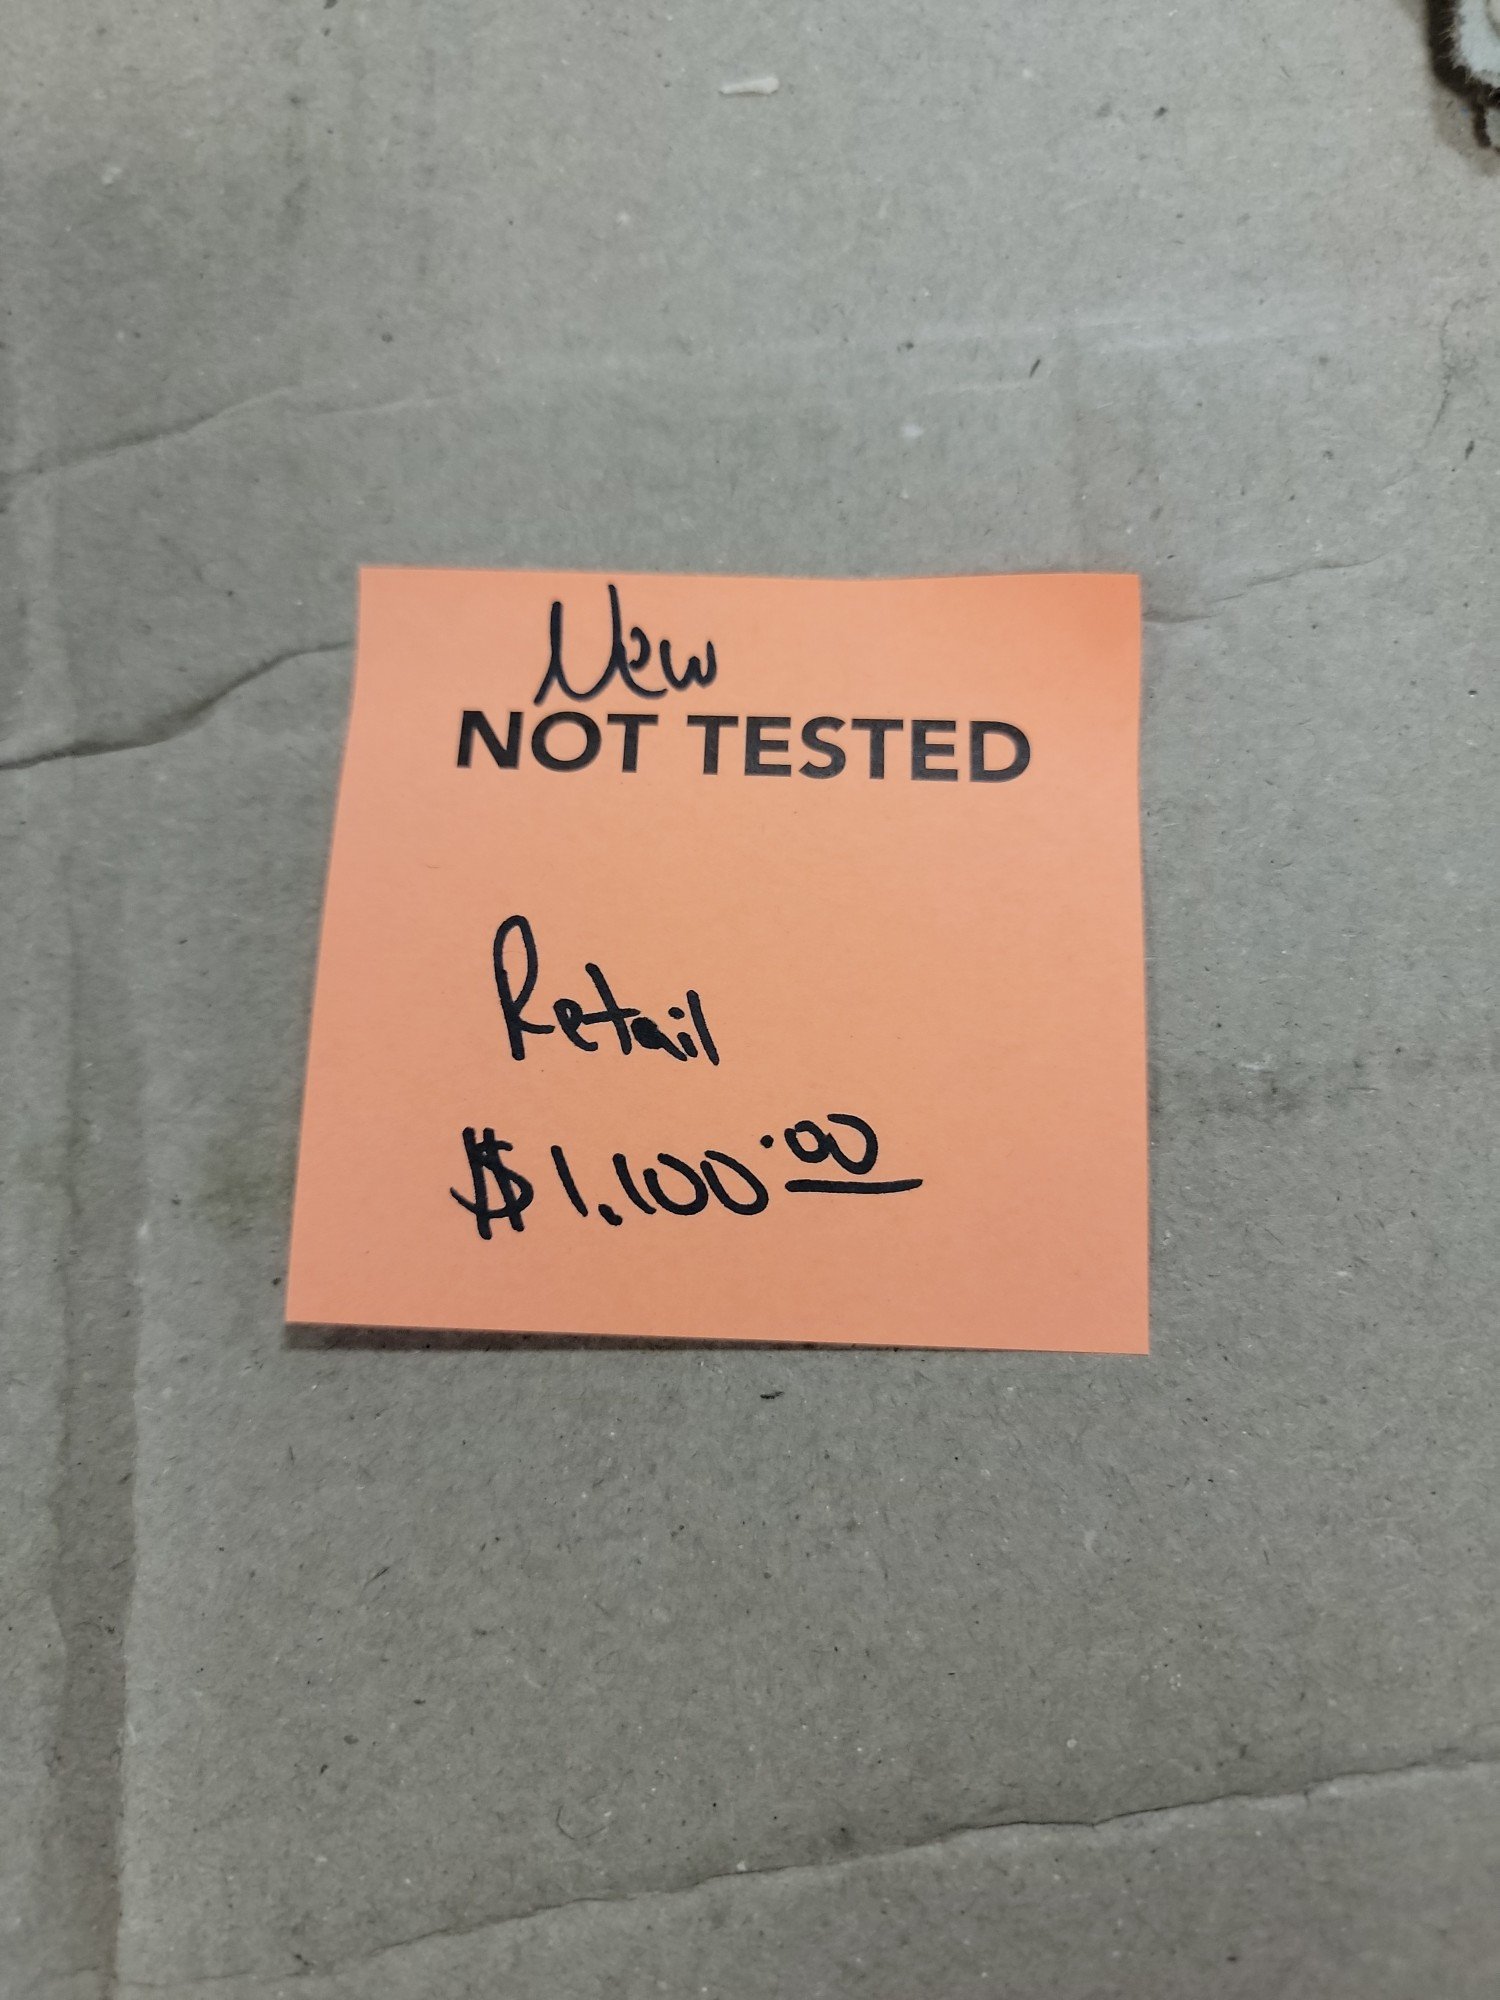 New
NOT TESTED
Retail
$1.100.00